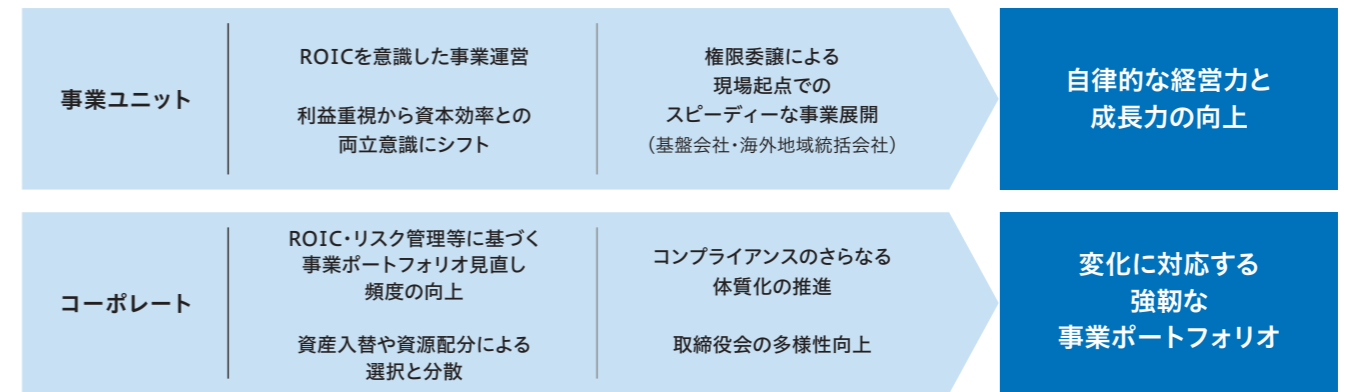 事業ユニット
ROICを意識した事業運営
利益重視から資本効率との
両立意識にシフト
権限委譲による
現場起点での
スピーディーな事業展開
（基盤会社・海外地域統括会社）
自律的な経営力と
成長力の向上
コーポレート
ROIC・リスク管理等に基づく
事業ポートフォリオ見直し
頻度の向上
資産入替や資源配分による
選択と分散
コンプライアンスのさらなる
体質化の推進
取締役会の多様性向上
変化に対応する
強靭な
事業ポートフォリオ